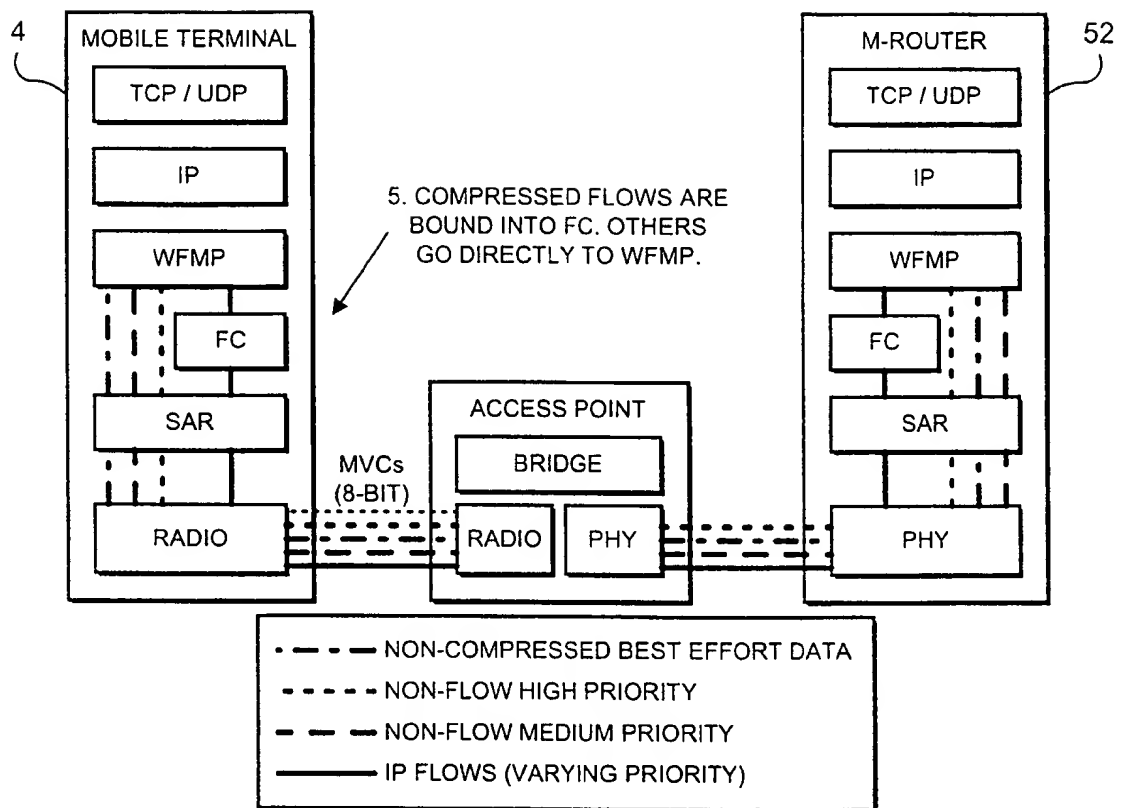 4
MOBILE TERMINAL
TCP / UDP
IP
WFMP
FC
SAR
RADIO
5. COMPRESSED FLOWS ARE
BOUND INTO FC. OTHERS
GO DIRECTLY TO WFMP.
MVCs
(8-BIT)
ACCESS POINT
BRIDGE
RADIO
PHY
52
M-ROUTER
TCP / UDP
IP
WFMP
FC
SAR
PHY
NON-COMPRESSED BEST EFFORT DATA
NON-FLOW HIGH PRIORITY
NON-FLOW MEDIUM PRIORITY
IP FLOWS (VARYING PRIORITY)